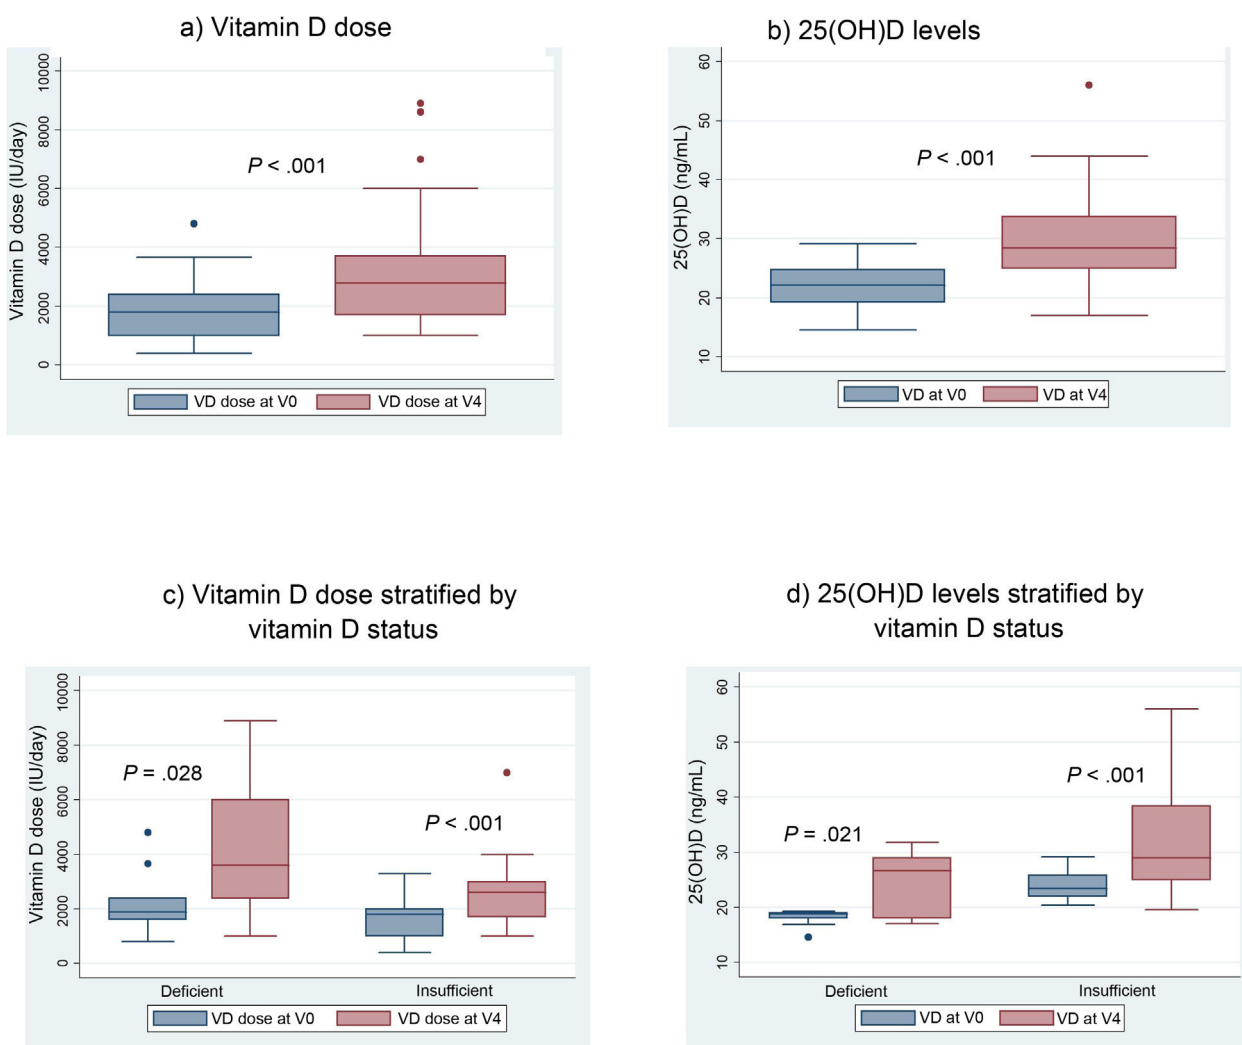 a) Vitamin D dose
Vitamin D dose (IU/day)
10000
8000
6000
4000
2000
0
P < .001
VD dose at V0
VD dose at V4
b) 25(OH)D levels
25(OH)D (ng/mL)
60
50
40
30
20
10
P < .001
VD at V0
VD at V4
c) Vitamin D dose stratified by
vitamin D status
Vitamin D dose (IU/day)
10000
8000
6000
4000
2000
0
P = .028
P < .001
Deficient
Insufficient
VD dose at V0
VD dose at V4
d) 25(OH)D levels stratified by
vitamin D status
25(OH)D (ng/mL)
60
50
40
30
20
10
P = .021
P < .001
Deficient
Insufficient
VD at V0
VD at V4